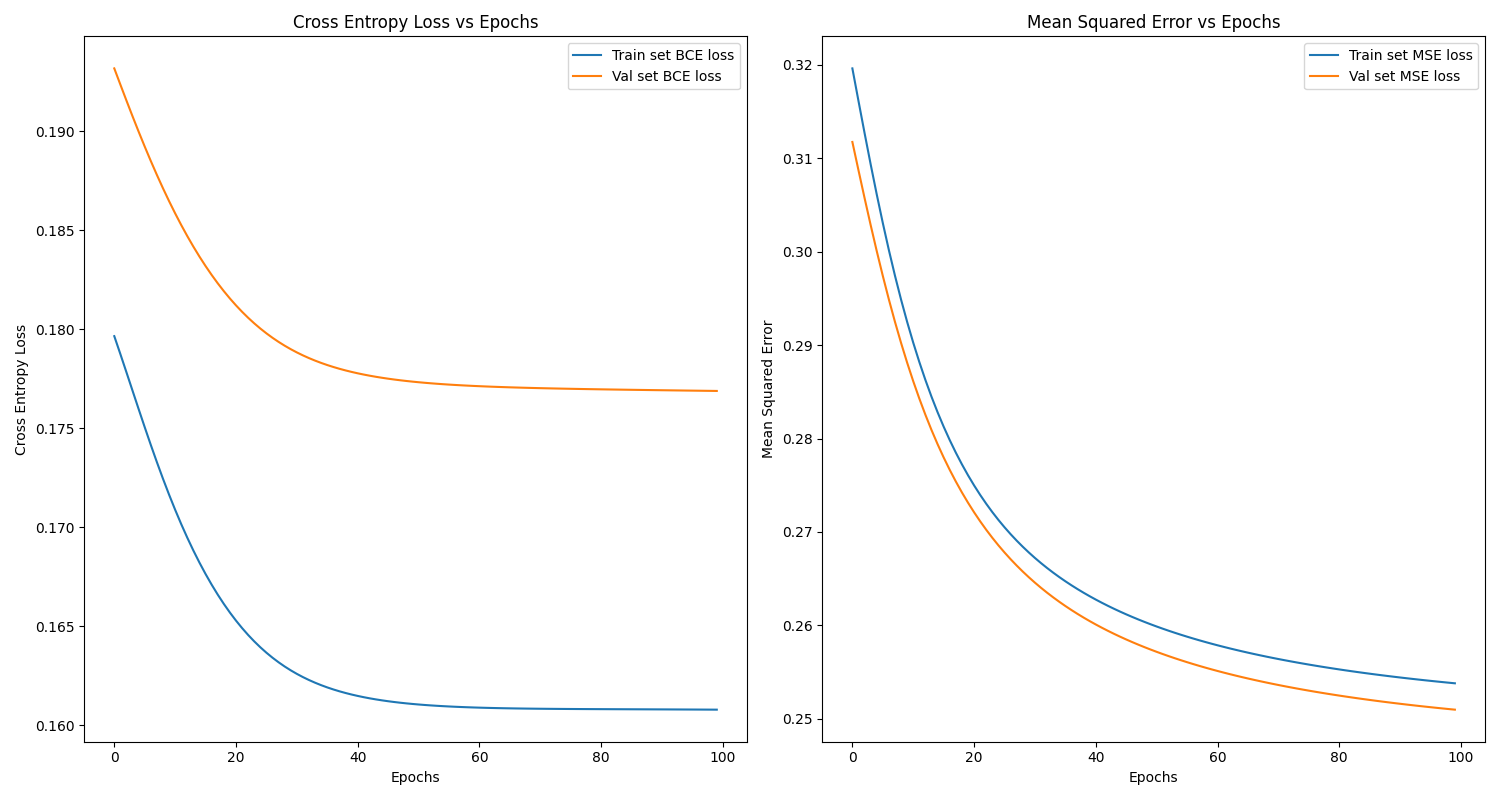 Cross Entropy Loss vs Epochs
Train set BCE loss
Val set BCE loss
Cross Entropy Loss
0.190
0.185
0.180
0.175
0.170
0.165
0.160
0 20 40 60 80 100
Epochs
Mean Squared Error vs Epochs
Train set MSE loss
Val set MSE loss
Mean Squared Error
0.32
0.31
0.30
0.29
0.28
0.27
0.26
0.25
0 20 40 60 80 100
Epochs